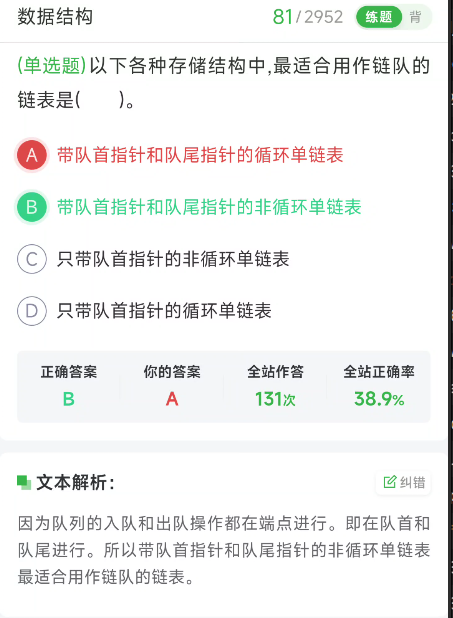 数据结构 81/2952 练题 背
(单选题)以下各种存储结构中,最适合用作链队的
链表是(  )。
A 带队首指针和队尾指针的循环单链表
B 带队首指针和队尾指针的非循环单链表
C 只带队首指针的非循环单链表
D 只带队首指针的循环单链表
正确答案 你的答案 全站作答 全站正确率
B A 131次 38.9%
文本解析: 纠错
因为队列的入队和出队操作都在端点进行。即在队首和
队尾进行。所以带队首指针和队尾指针的非循环单链表
最适合用作链队的链表。